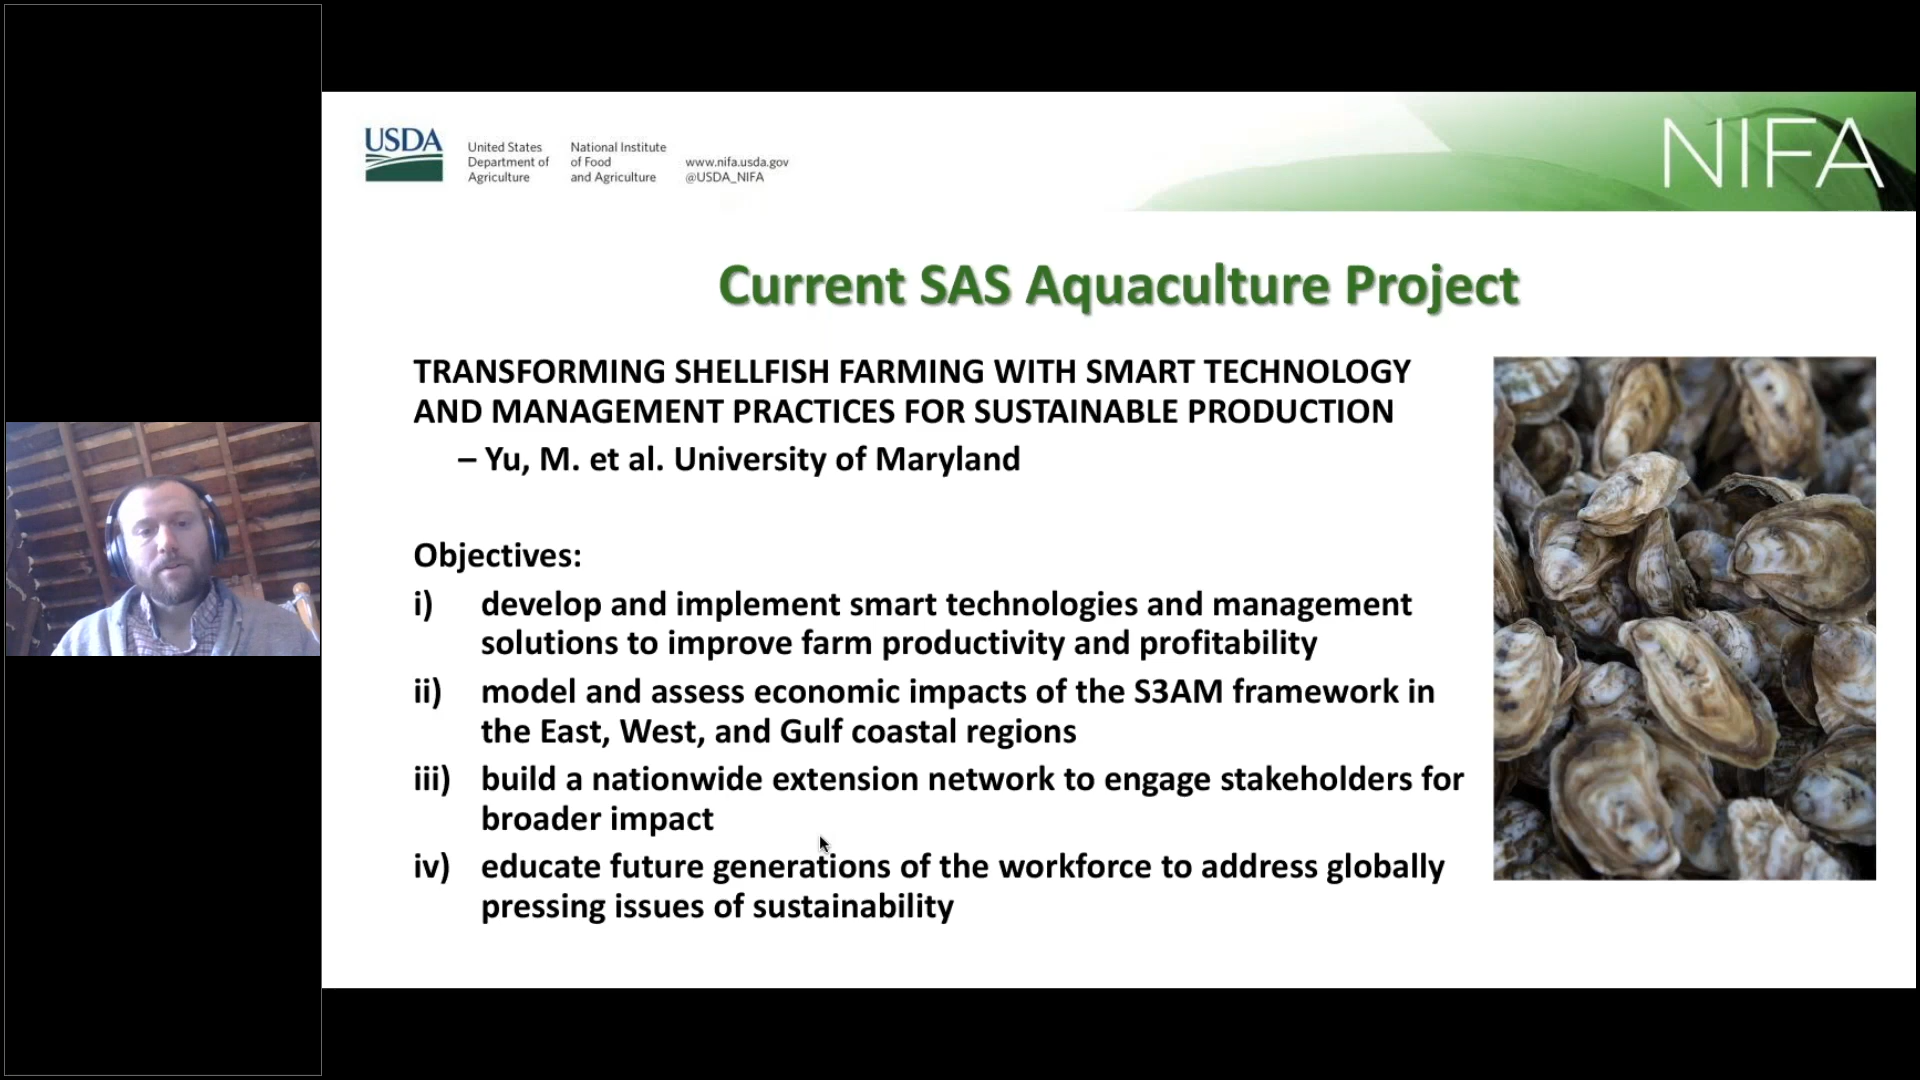 USDA
United States
Department of
Agriculture
National Institute
of Food
and Agriculture
www.nifa.usda.gov
@USDA_NIFA
NIFA
Current SAS Aquaculture Project
TRANSFORMING SHELLFISH FARMING WITH SMART TECHNOLOGY
AND MANAGEMENT PRACTICES FOR SUSTAINABLE PRODUCTION
– Yu, M. et al. University of Maryland
Objectives:
i) develop and implement smart technologies and management
solutions to improve farm productivity and profitability
ii) model and assess economic impacts of the S3AM framework in
the East, West, and Gulf coastal regions
iii) build a nationwide extension network to engage stakeholders for
broader impact
iv) educate future generations of the workforce to address globally
pressing issues of sustainability